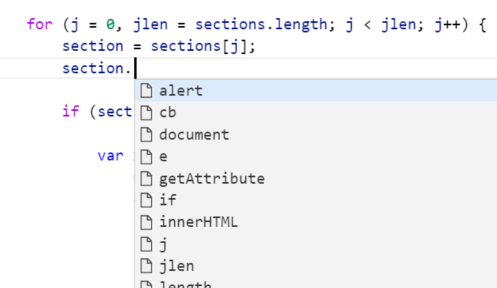 for (j = 0, jlen = sections.length; j < jlen; j++) {
section = sections[j];
section.
alert
if (sect
cb
document
var
e
getAttribute
if
innerHTML
j
jlen
length